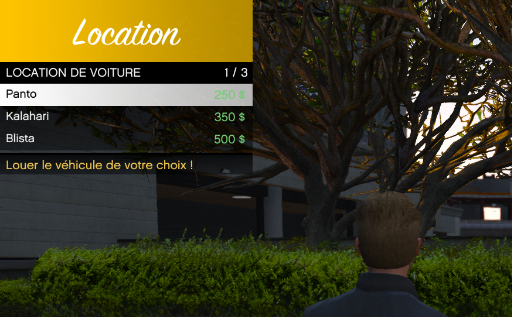 Location
LOCATION DE VOITURE 1 / 3
Panto 250 $
Kalahari 350 $
Blista 500 $
Louer le véhicule de votre choix !